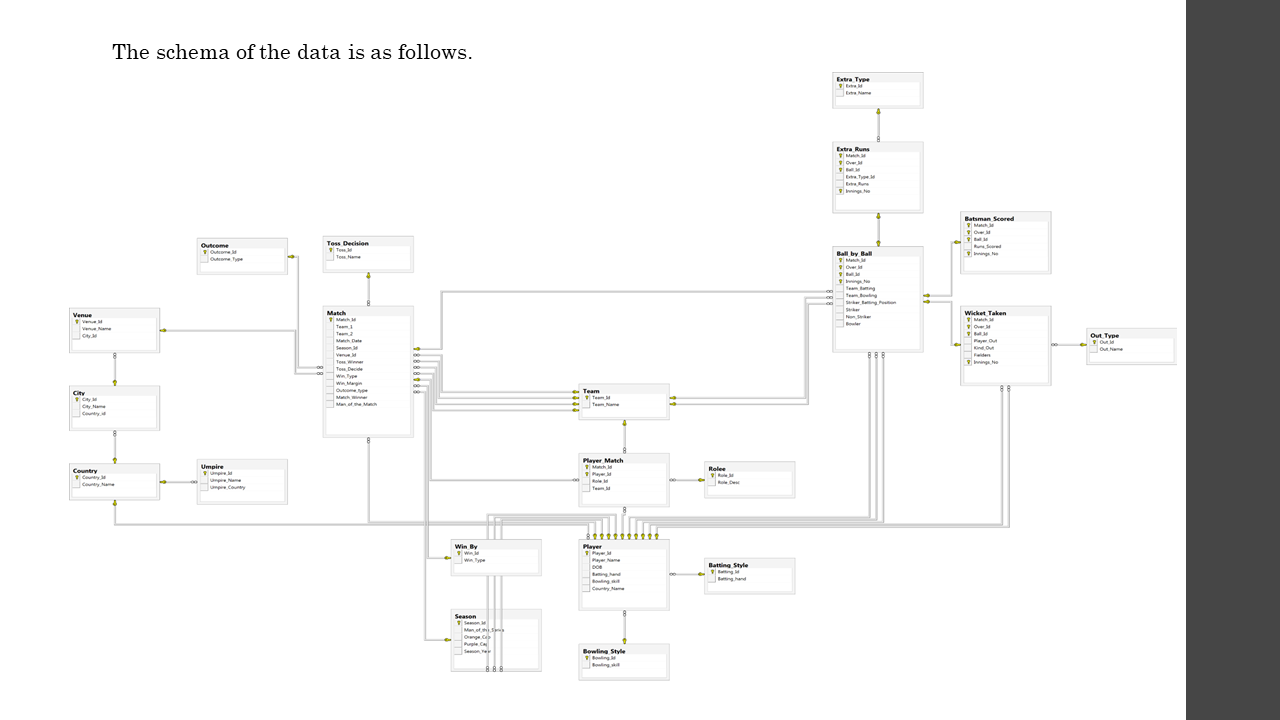 The schema of the data is as follows.
Extra_Type
Extra_Id
Extra_Name
Extra_Runs
Match_Id
Over_Id
Ball_Id
Extra_Type_Id
Extra_Runs
Innings_No
Batsman_Scored
Match_Id
Over_Id
Ball_Id
Runs_Scored
Innings_No
Outcome
Outcome_Id
Outcome_Type
Toss_Decision
Toss_Id
Toss_Name
Ball_by_Ball
Match_Id
Over_Id
Ball_Id
Innings_No
Team_Batting
Team_Bowling
Striker_Batting_Position
Striker
Non_Striker
Bowler
Venue
Venue_Id
Venue_Name
City_Id
Match
Match_Id
Team_1
Team_2
Match_Date
Season_Id
Venue_Id
Toss_Winner
Toss_Decide
Win_Type
Win_Margin
Outcome_type
Match_Winner
Man_of_the_Match
Wicket_Taken
Match_Id
Over_Id
Ball_Id
Player_Out
Kind_Out
Fielders
Innings_No
Out_Type
Out_Id
Out_Name
City
City_Id
City_Name
Country_id
Team
Team_Id
Team_Name
Country
Country_Id
Country_Name
Umpire
Umpire_Id
Umpire_Name
Umpire_Country
Player_Match
Match_Id
Player_Id
Role_Id
Team_Id
Rolee
Role_Id
Role_Desc
Win_By
Win_Id
Win_Type
Player
Player_Id
Player_Name
DOB
Batting_hand
Bowling_skill
Country_Name
Batting_Style
Batting_Id
Batting_hand
Season
Season_Id
Season_Year
Bowling_Style
Bowling_Id
Bowling_skill